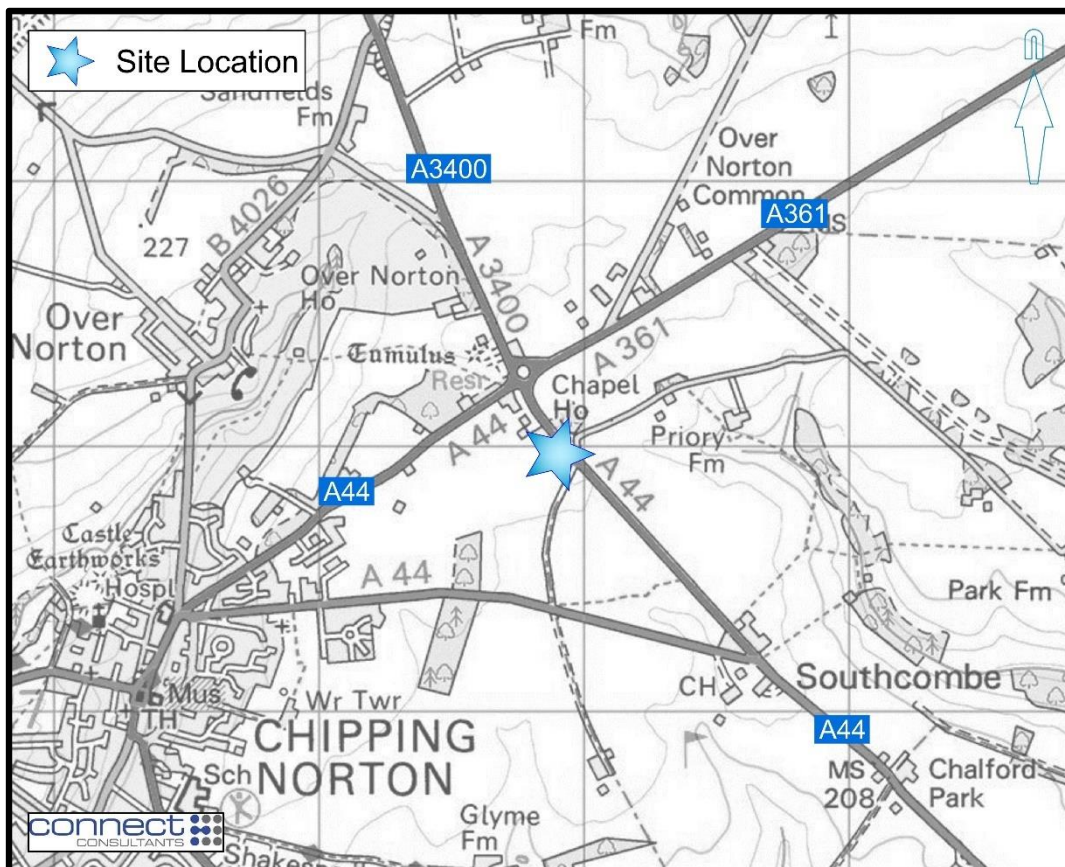 Site Location
Fm
Sandfields
Fm
A3400
Over
Norton
Common
A361
MS
B 4026
227
Over Norton
Ho
A 3400
Over
Norton
Tumulus
Resr
A 361
Chapel
Ho
A 44
Priory
Fm
A44
A 44
Castle
Earthworks
Hospl
A 44
Park Fm
CH
Southcombe
Mus
TH
Wr Twr
CHIPPING
NORTON
A44
Sch
MS
208
Chalford
Park
Glyme
Fm
connect
CONSULTANTS